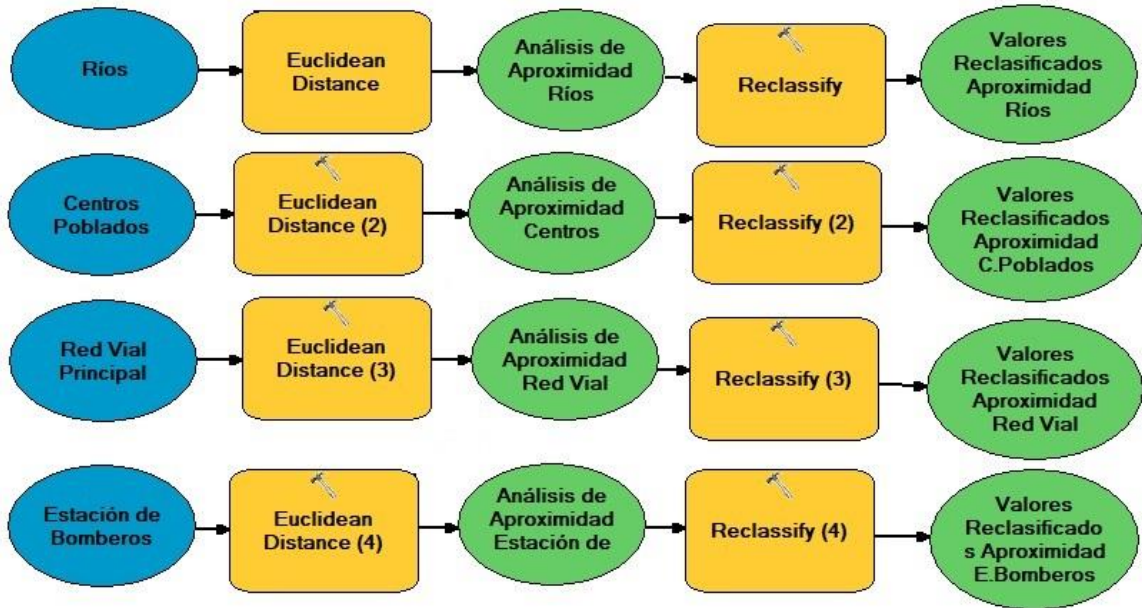 Ríos
Euclidean
Distance
Análisis de
Aproximidad
Ríos
Reclassify
Valores
Reclasificados
Aproximidad
Ríos
Centros
Poblados
Euclidean
Distance (2)
Análisis de
Aproximidad
Centros
Reclassify (2)
Valores
Reclasificados
Aproximidad
C.Poblados
Red Vial
Principal
Euclidean
Distance (3)
Análisis de
Aproximidad
Red Vial
Reclassify (3)
Valores
Reclasificados
Aproximidad
Red Vial
Estación de
Bomberos
Euclidean
Distance (4)
Análisis de
Aproximidad
Estación de
Reclassify (4)
Valores
Reclasificado
s Aproximidad
E.Bomberos